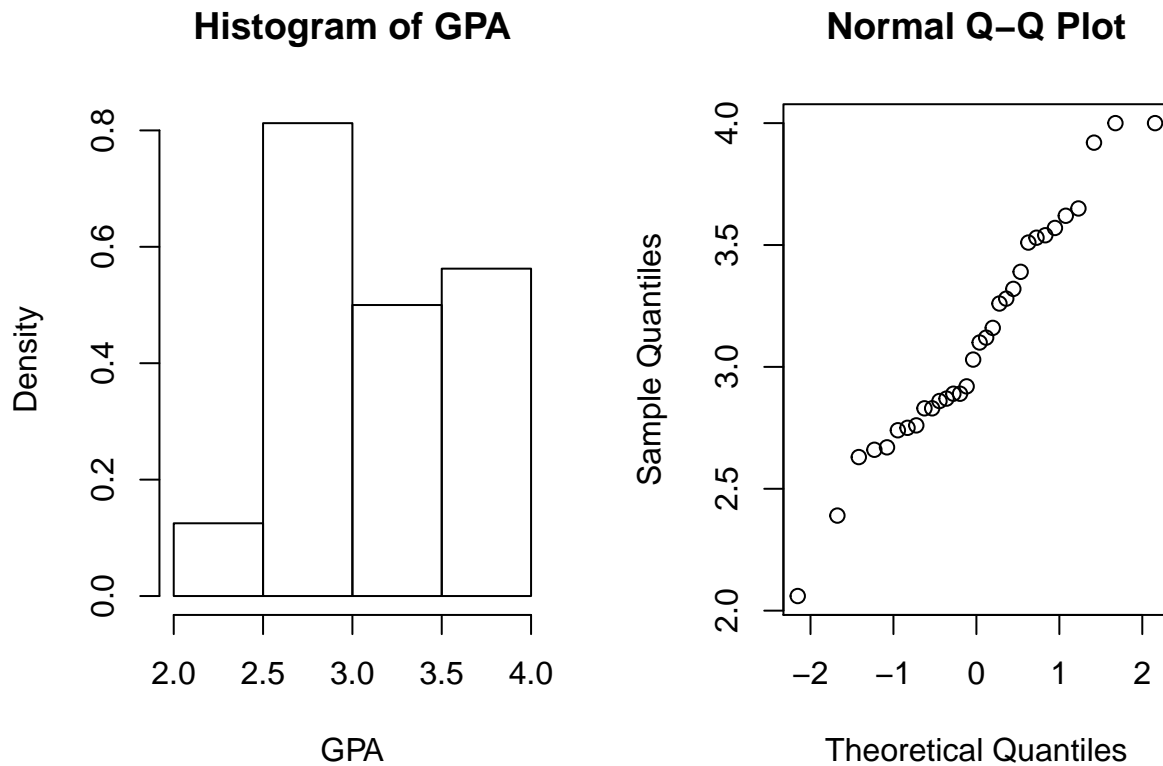 Histogram of GPA
Density
0.0 0.2 0.4 0.6 0.8
2.0 2.5 3.0 3.5 4.0
GPA
Normal Q−Q Plot
Sample Quantiles
2.0 2.5 3.0 3.5 4.0
−2 −1 0 1 2
Theoretical Quantiles